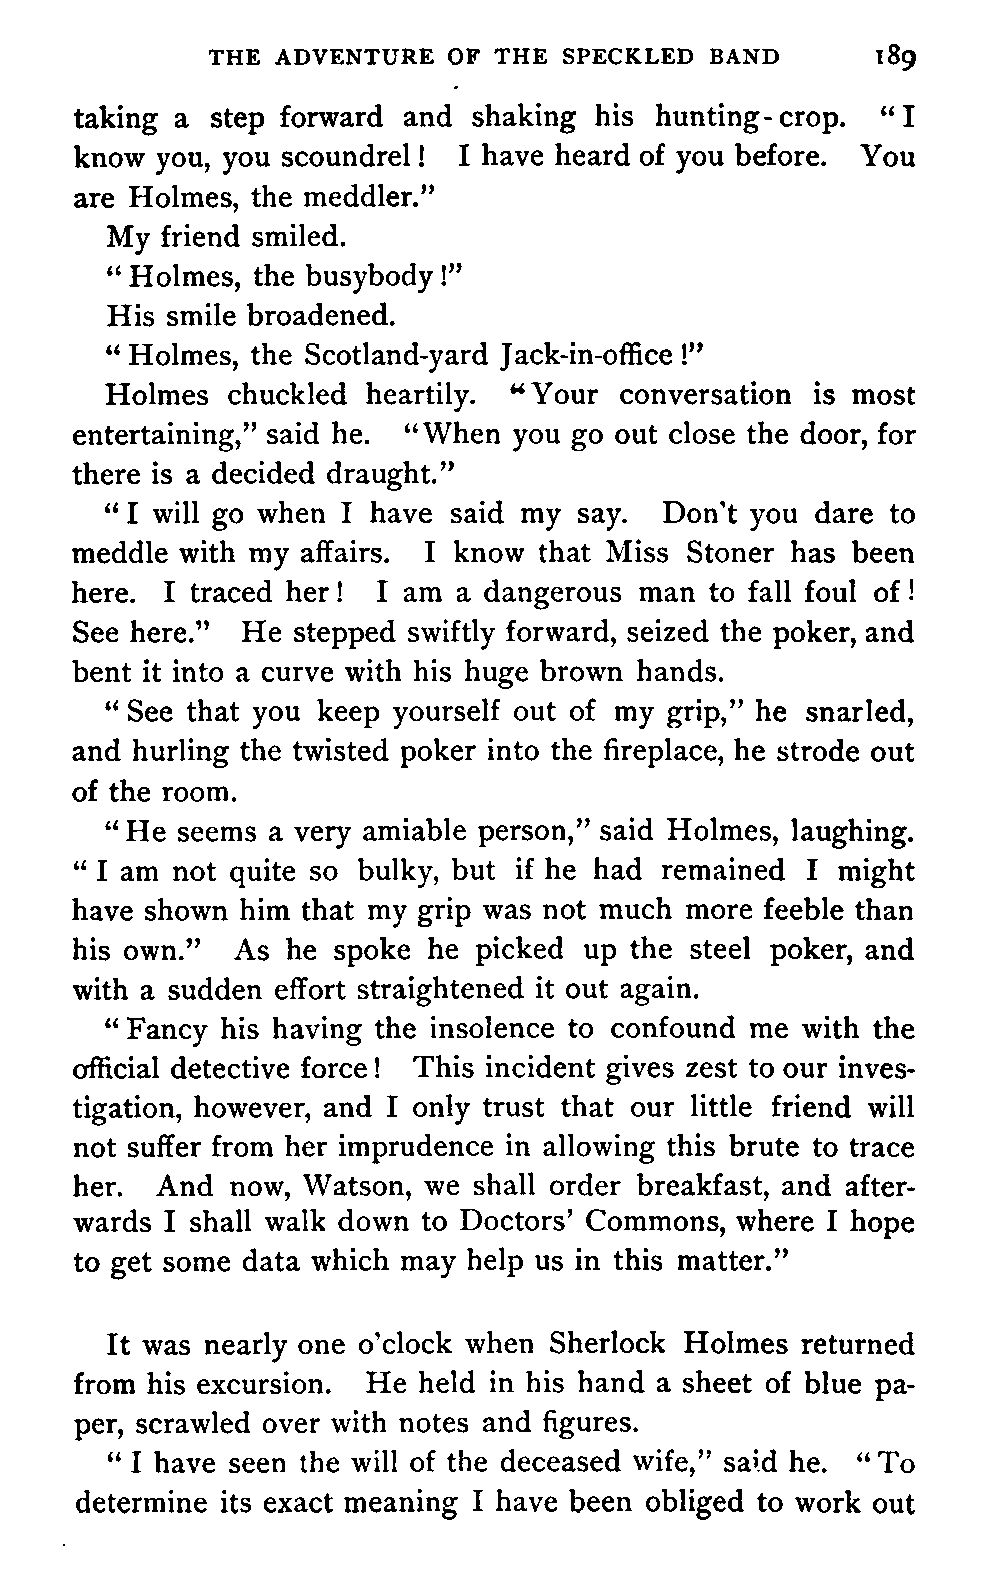 THE ADVENTURE OF THE SPECKLED BAND 189
taking a step forward and shaking his hunting-crop. "I
know you, you scoundrel! I have heard of you before. You
are Holmes, the meddler."
My friend smiled.
"Holmes, the busybody!"
His smile broadened.
"Holmes, the Scotland-yard Jack-in-office!"
Holmes chuckled heartily. "Your conversation is most
entertaining," said he. "When you go out close the door, for
there is a decided draught."
"I will go when I have said my say. Don't you dare to
meddle with my affairs. I know that Miss Stoner has been
here. I traced her! I am a dangerous man to fall foul of!
See here." He stepped swiftly forward, seized the poker, and
bent it into a curve with his huge brown hands.
"See that you keep yourself out of my grip," he snarled,
and hurling the twisted poker into the fireplace, he strode out
of the room.
"He seems a very amiable person," said Holmes, laughing.
"I am not quite so bulky, but if he had remained I might
have shown him that my grip was not much more feeble than
his own." As he spoke he picked up the steel poker, and
with a sudden effort straightened it out again.
"Fancy his having the insolence to confound me with the
official detective force! This incident gives zest to our inves-
tigation, however, and I only trust that our little friend will
not suffer from her imprudence in allowing this brute to trace
her. And now, Watson, we shall order breakfast, and after-
wards I shall walk down to Doctors' Commons, where I hope
to get some data which may help us in this matter."
It was nearly one o'clock when Sherlock Holmes returned
from his excursion. He held in his hand a sheet of blue pa-
per, scrawled over with notes and figures.
"I have seen the will of the deceased wife," said he. "To
determine its exact meaning I have been obliged to work out